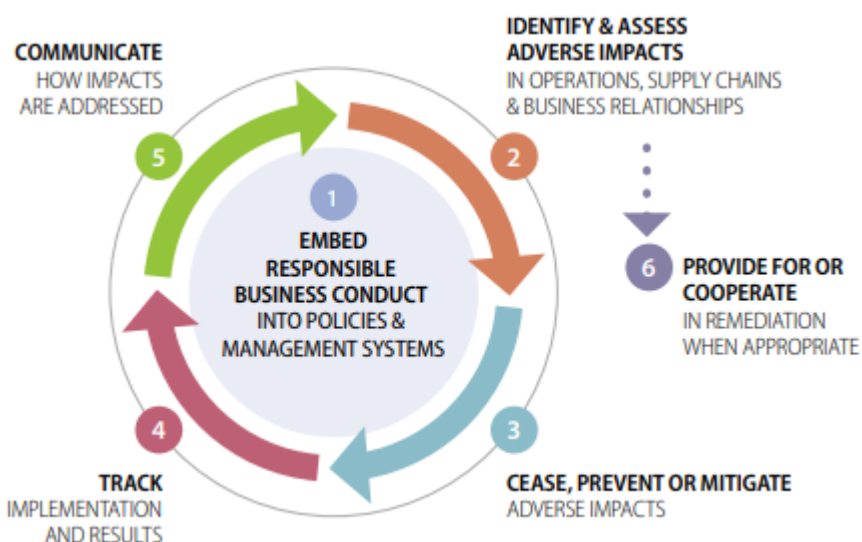 1
EMBED
RESPONSIBLE
BUSINESS CONDUCT
INTO POLICIES &
MANAGEMENT SYSTEMS
2
IDENTIFY & ASSESS
ADVERSE IMPACTS
IN OPERATIONS, SUPPLY CHAINS
& BUSINESS RELATIONSHIPS
3
CEASE, PREVENT OR MITIGATE
ADVERSE IMPACTS
4
TRACK
IMPLEMENTATION
AND RESULTS
5
COMMUNICATE
HOW IMPACTS
ARE ADDRESSED
6
PROVIDE FOR OR
COOPERATE
IN REMEDIATION
WHEN APPROPRIATE